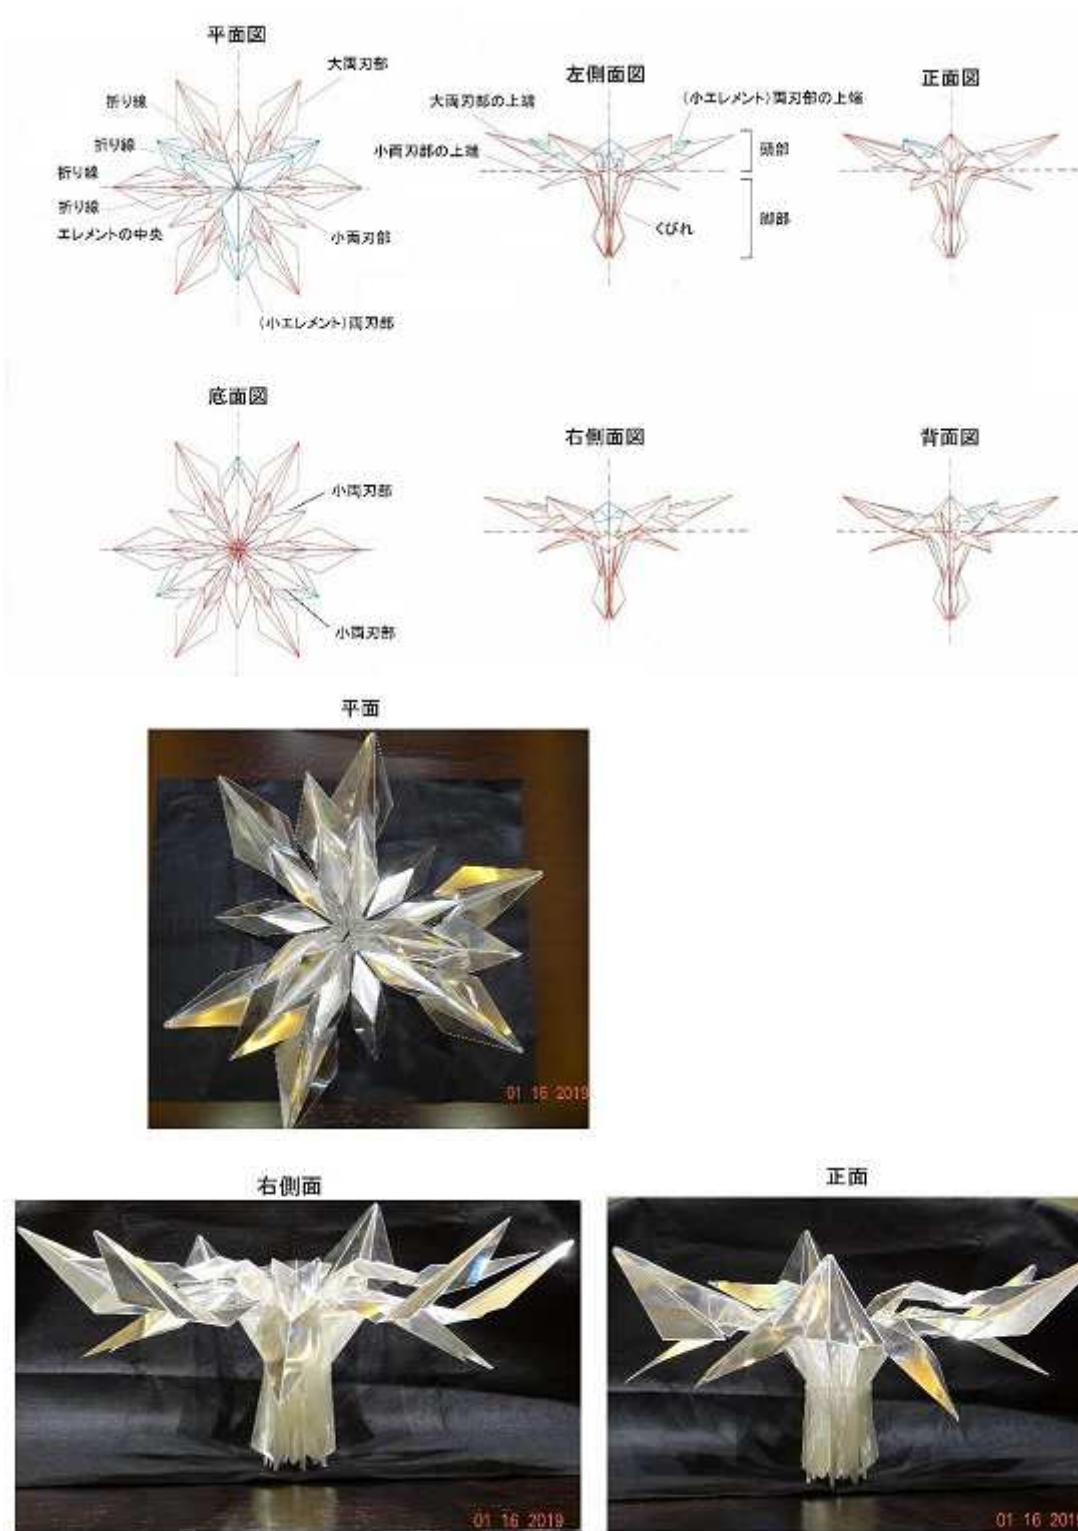 平面図
大両刃部
折り線
折り線
折り線
折り線
エレメントの中央
小両刃部
(小エレメント)両刃部
左側面図
大両刃部の上端
(小エレメント)両刃部の上端
小両刃部の上端
頭部
くびれ
脚部
正面図
底面図
小両刃部
小両刃部
右側面図
背面図
平面
01 16 2019
右側面
01 16 2019
正面
01 16 2019